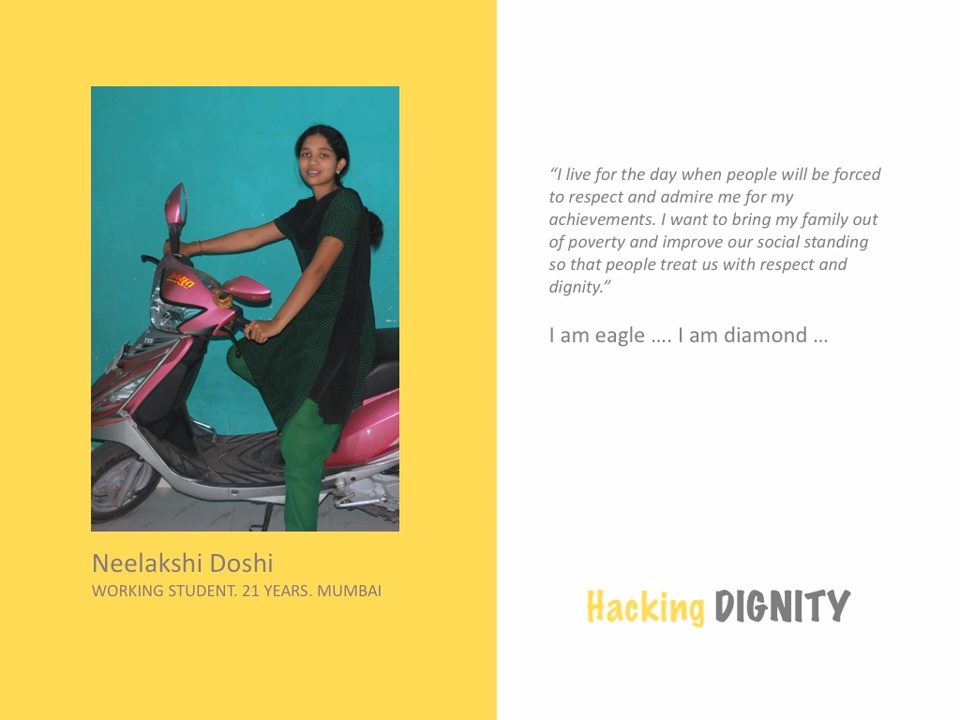 Wego
TVS
Neelakshi Doshi
WORKING STUDENT. 21 YEARS. MUMBAI
“I live for the day when people will be forced
to respect and admire me for my
achievements. I want to bring my family out
of poverty and improve our social standing
so that people treat us with respect and
dignity.”
I am eagle .... I am diamond ...
Hacking DIGNITY